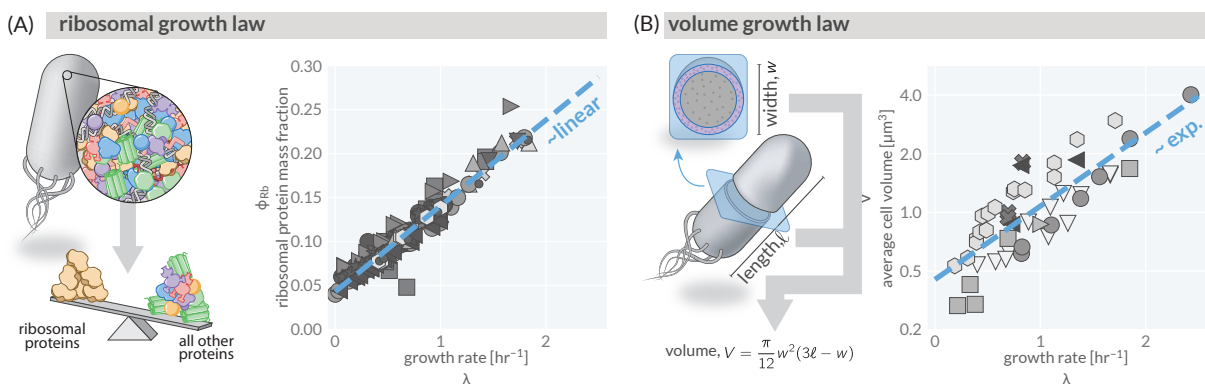 (A) ribosomal growth law
ribosomal proteins
all other proteins
ϕRb
ribosomal protein mass fraction
0.30
0.25
0.20
0.15
0.10
0.05
0.00
0 1 2
~linear
growth rate [hr⁻¹]
λ
(B) volume growth law
width, w
length, ℓ
volume, V = π/12 w²(3ℓ − w)
average cell volume [µm³]
4.0
2.0
1.0
0.5
0.2
0 1 2
~ exp.
growth rate [hr⁻¹]
λ